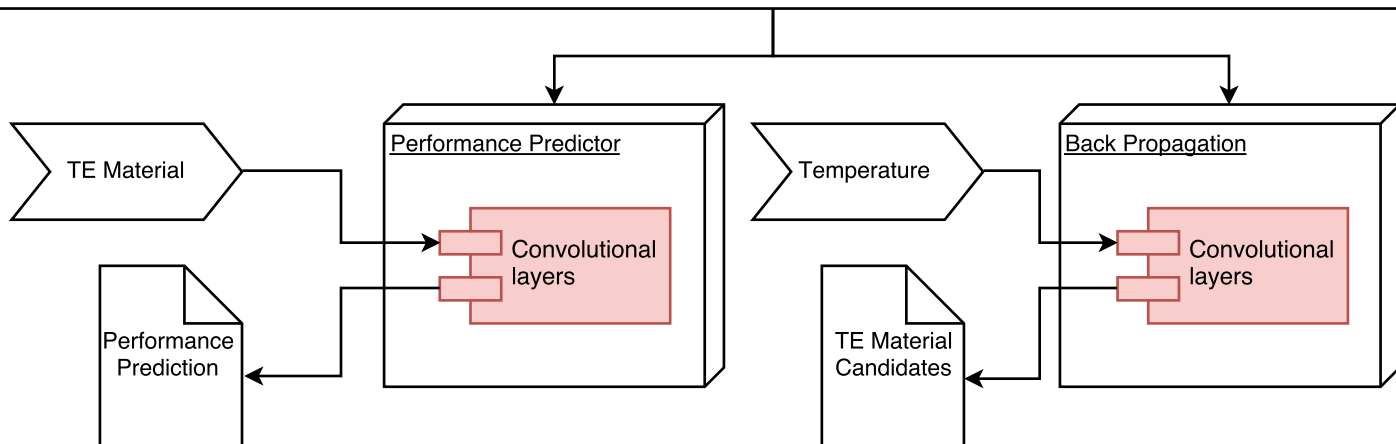 Performance Predictor
TE Material
Convolutional
layers
Performance
Prediction
Back Propagation
Temperature
Convolutional
layers
TE Material
Candidates